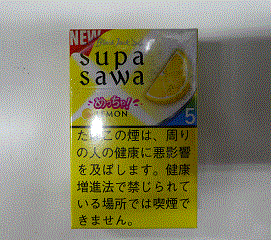 NEW
supa
sawa
めっちゃ!
LEMON
5
たばこの煙は、周り
の人の健康に悪影響
を及ぼします。健康
増進法で禁じられて
いる場所では喫煙で
きません。